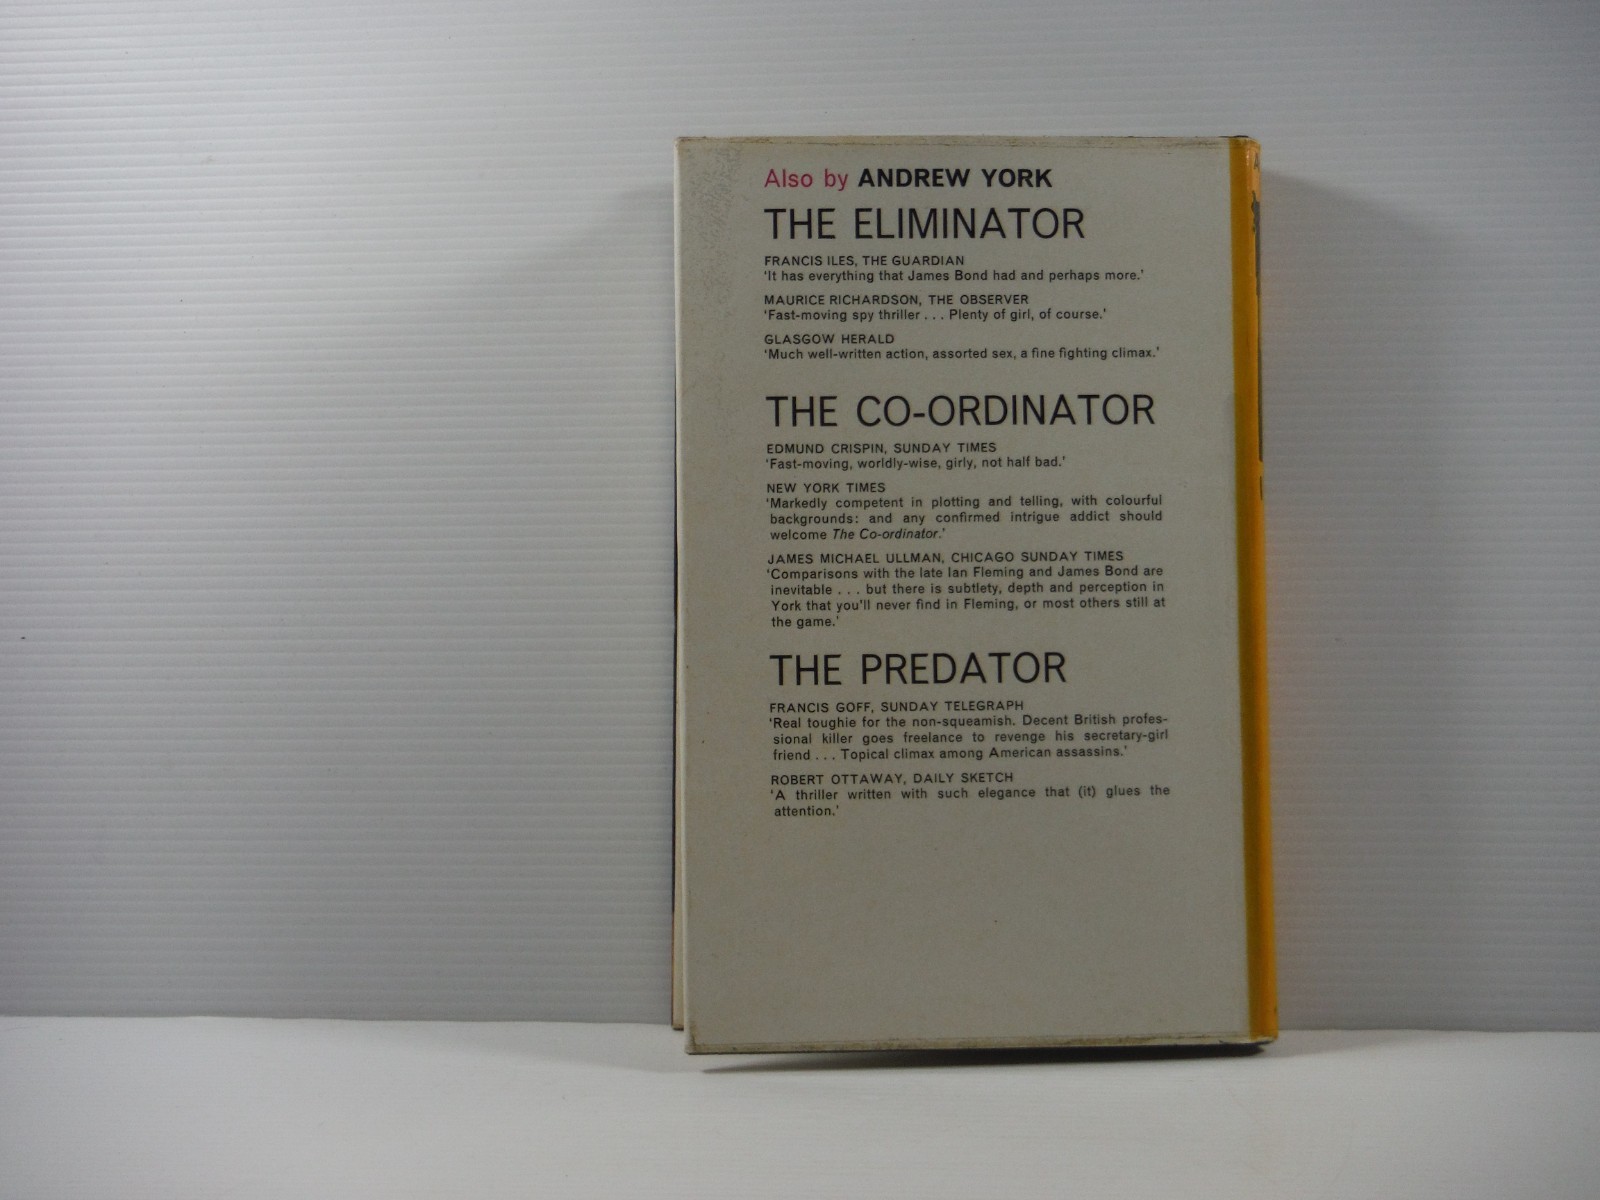 Also by ANDREW YORK
THE ELIMINATOR
FRANCIS ILES, THE GUARDIAN
'It has everything that James Bond had and perhaps more.'
MAURICE RICHARDSON, THE OBSERVER
'Fast-moving spy thriller . . . Plenty of girl, of course.'
GLASGOW HERALD
'Much well-written action, assorted sex, a fine fighting climax.'
THE CO-ORDINATOR
EDMUND CRISPIN, SUNDAY TIMES
'Fast-moving, worldly-wise, girly, not half bad.'
NEW YORK TIMES
'Markedly competent in plotting and telling, with colourful
backgrounds: and any confirmed intrigue addict should
welcome The Co-ordinator.'
JAMES MICHAEL ULLMAN, CHICAGO SUNDAY TIMES
'Comparisons with the late Ian Fleming and James Bond are
inevitable . . . but there is subtlety, depth and perception in
York that you'll never find in Fleming, or most others still at
the game.'
THE PREDATOR
FRANCIS GOFF, SUNDAY TELEGRAPH
'Real toughie for the non-squeamish. Decent British profes-
sional killer goes freelance to revenge his secretary-girl
friend . . . Topical climax among American assassins.'
ROBERT OTTAWAY, DAILY SKETCH
'A thriller written with such elegance that (it) glues the
attention.'